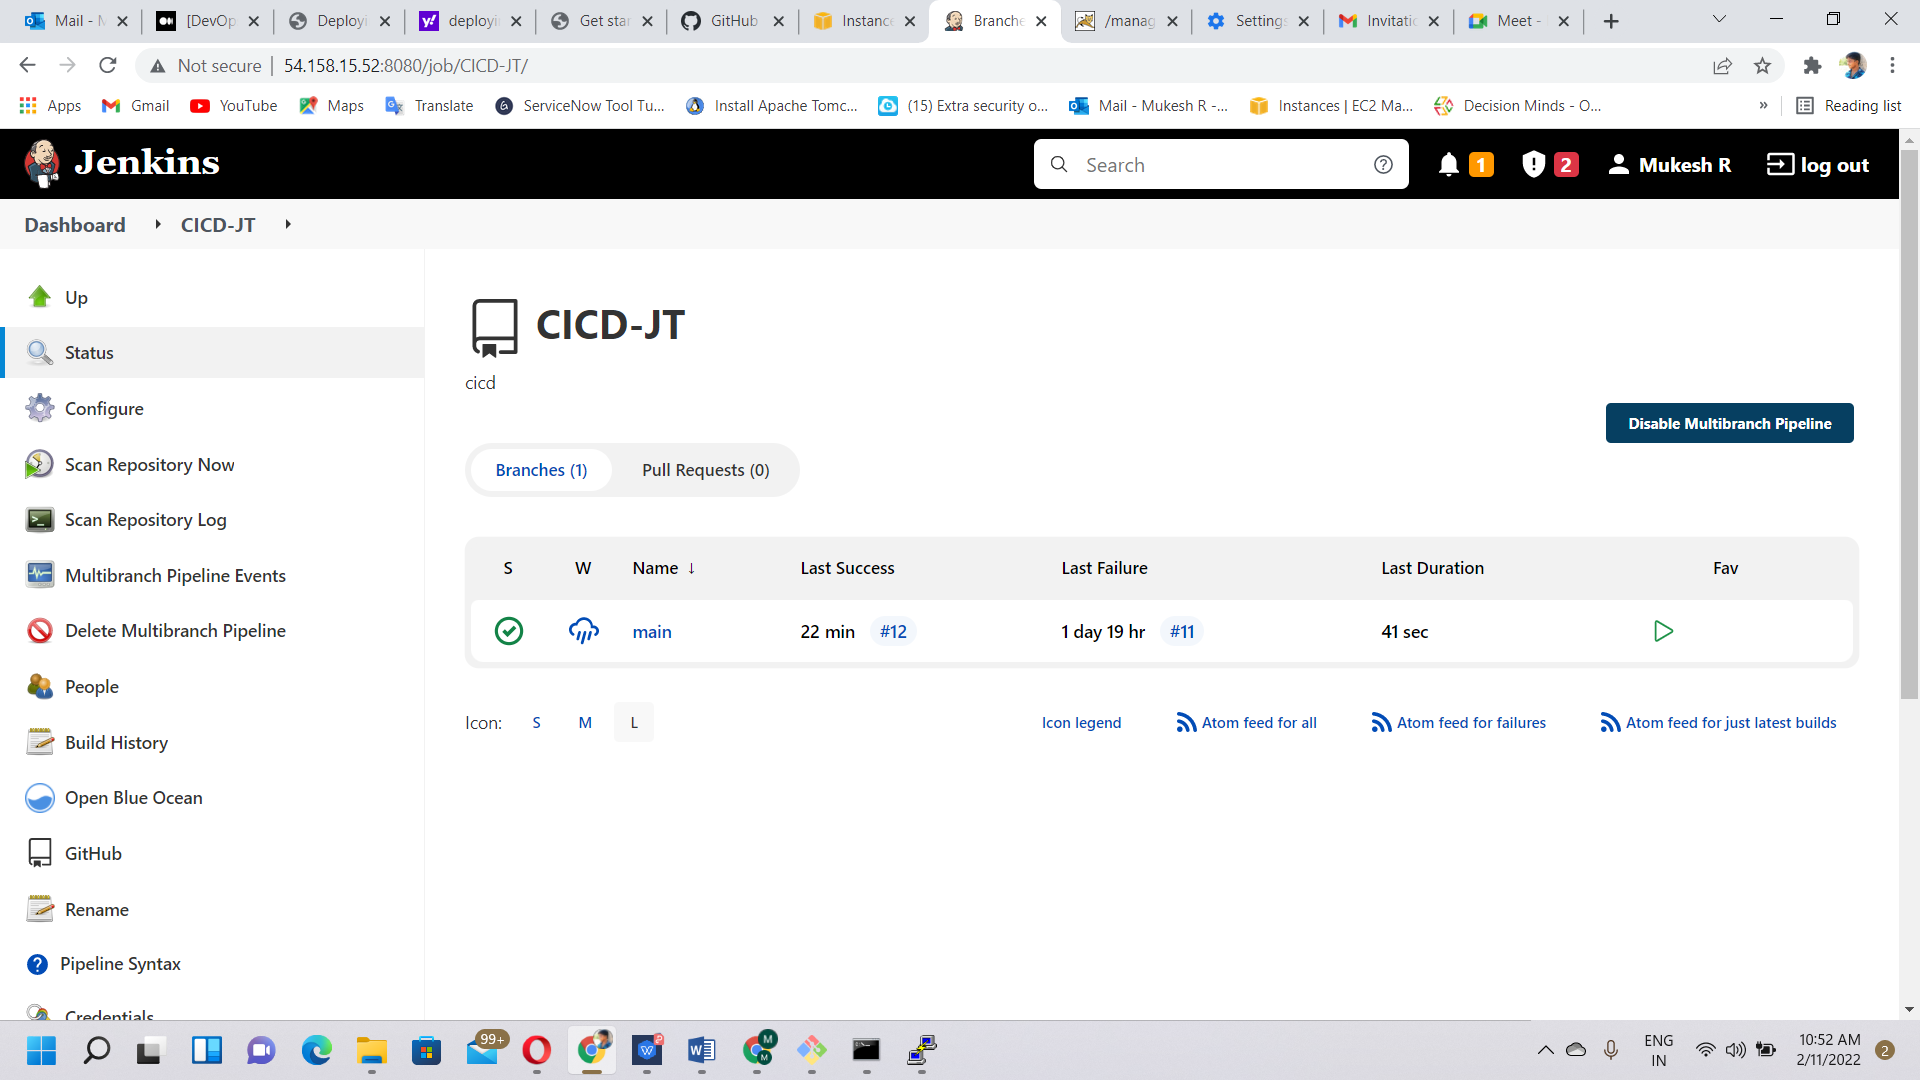 Mail - M
[DevOp
Deployi
deployi
Get star
GitHub
Instance
Branche
/manag
Settings
Invitatic
Meet -
Not secure
54.158.15.52:8080/job/CICD-JT/
Apps
Gmail
YouTube
Maps
Translate
ServiceNow Tool Tu...
Install Apache Tomc...
(15) Extra security o...
Mail - Mukesh R -...
Instances | EC2 Ma...
Decision Minds - O...
»
Reading list
Jenkins
Search
1
2
Mukesh R
log out
Dashboard
CICD-JT
Up
Status
Configure
Scan Repository Now
Scan Repository Log
Multibranch Pipeline Events
Delete Multibranch Pipeline
People
Build History
Open Blue Ocean
GitHub
Rename
Pipeline Syntax
Credentials
CICD-JT
cicd
Disable Multibranch Pipeline
Branches (1)
Pull Requests (0)
S W Name ↓ Last Success Last Failure Last Duration Fav
main 22 min #12 1 day 19 hr #11 41 sec
Icon: S M L
Icon legend
Atom feed for all
Atom feed for failures
Atom feed for just latest builds
99+
M
M
ENG
IN
10:52 AM
2/11/2022
2